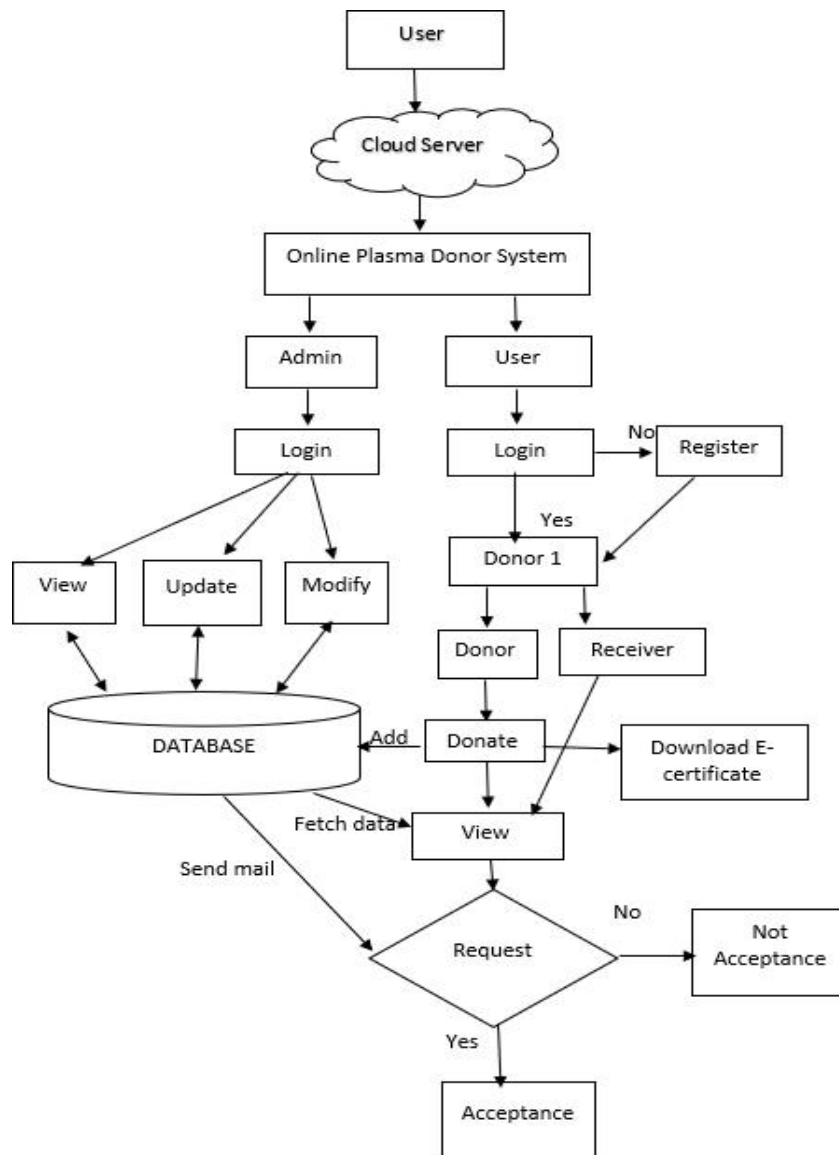 User
Cloud Server
Online Plasma Donor System
Admin
User
Login
Login
No
Register
Yes
Donor 1
View
Update
Modify
Donor
Receiver
DATABASE
Add
Donate
Download E-
certificate
Fetch data
View
Send mail
Request
No
Not
Acceptance
Yes
Acceptance